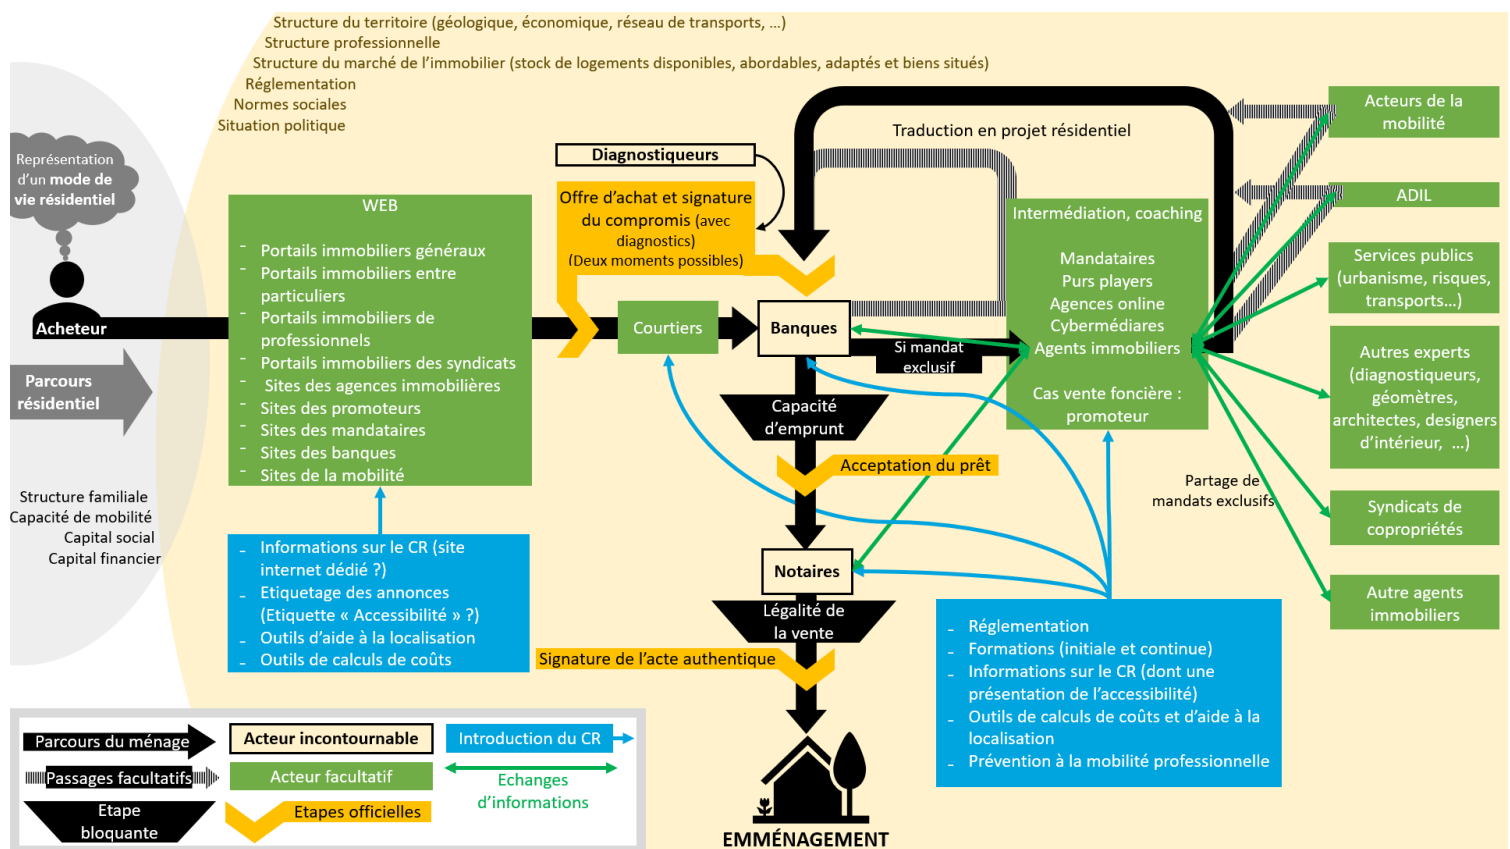 Structure du territoire (géologique, économique, réseau de transports, …)
Structure professionnelle
Structure du marché de l’immobilier (stock de logements disponibles, abordables, adaptés et biens situés)
Réglementation
Normes sociales
Situation politique
Représentation
d’un mode de
vie résidentiel
Acheteur
Parcours
résidentiel
Structure familiale
Capacité de mobilité
Capital social
Capital financier
WEB
- Portails immobiliers généraux
- Portails immobiliers entre
particuliers
- Portails immobiliers de
professionnels
- Portails immobiliers des syndicats
- Sites des agences immobilières
- Sites des promoteurs
- Sites des mandataires
- Sites des banques
- Sites de la mobilité
- Informations sur le CR (site
internet dédié ?)
- Etiquetage des annonces
(Etiquette « Accessibilité » ?)
- Outils d’aide à la localisation
- Outils de calculs de coûts
Diagnostiqueurs
Offre d’achat et signature
du compromis (avec
diagnostics)
(Deux moments possibles)
Courtiers
Banques
Si mandat
exclusif
Capacité
d’emprunt
Acceptation du prêt
Notaires
Légalité de
la vente
Signature de l’acte authentique
EMMÉNAGEMENT
Traduction en projet résidentiel
Intermédiation, coaching
Mandataires
Purs players
Agences online
Cybermédiares
Agents immobiliers
Cas vente foncière :
promoteur
Partage de
mandats exclusifs
Acteurs de la
mobilité
ADIL
Services publics
(urbanisme, risques,
transports…)
Autres experts
(diagnostiqueurs,
géomètres,
architectes, designers
d’intérieur, …)
Syndicats de
copropriétés
Autre agents
immobiliers
- Réglementation
- Formations (initiale et continue)
- Informations sur le CR (dont une
présentation de l’accessibilité)
- Outils de calculs de coûts et d’aide à la
localisation
- Prévention à la mobilité professionnelle
Parcours du ménage
Acteur incontournable
Introduction du CR
Passages facultatifs
Acteur facultatif
Echanges
d’informations
Etape
bloquante
Etapes officielles